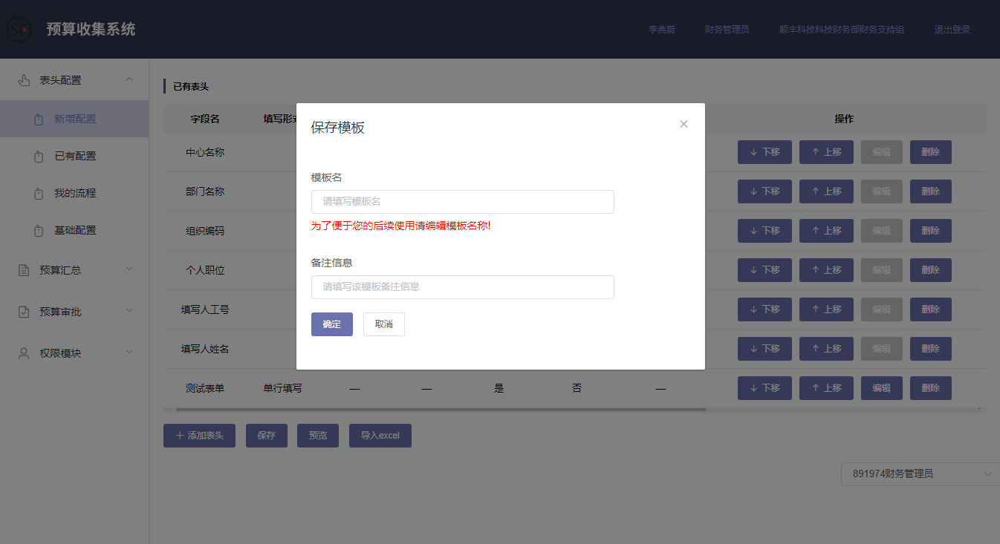 SF 预算收集系统
李典蔚 财务管理员 顺丰科技科技财务部财务支持组 退出登录
表头配置
新增配置
已有配置
我的流程
基础配置
预算汇总
预算审批
权限模块
已有表头
字段名 填写形式 操作
中心名称 下移 上移 编辑 删除
部门名称 下移 上移 编辑 删除
组织编码 下移 上移 编辑 删除
个人职位 下移 上移 编辑 删除
填写人工号 下移 上移 编辑 删除
填写人姓名 下移 上移 编辑 删除
测试表单 单行填写 — — 是 否 — 下移 上移 编辑 删除
添加表头 保存 预览 导入excel
891974财务管理员
保存模板
模板名
请填写模板名
为了便于您的后续使用请编辑模板名称!
备注信息
请填写该模板备注信息
确定 取消